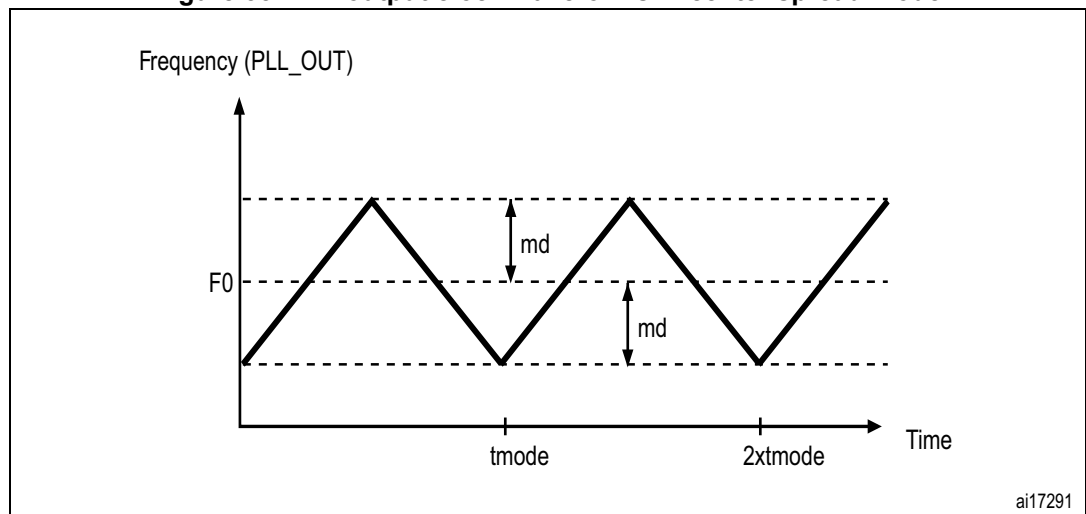 Frequency (PLL_OUT)
md
F0
md
tmode
2xtmode
Time
ai17291